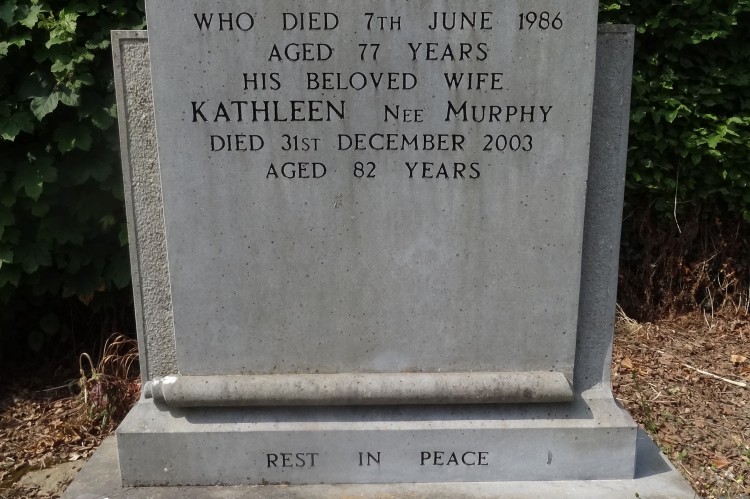 WHO DIED 7TH JUNE 1986
AGED 77 YEARS
HIS BELOVED WIFE
KATHLEEN NEE MURPHY
DIED 31ST DECEMBER 2003
AGED 82 YEARS
REST IN PEACE